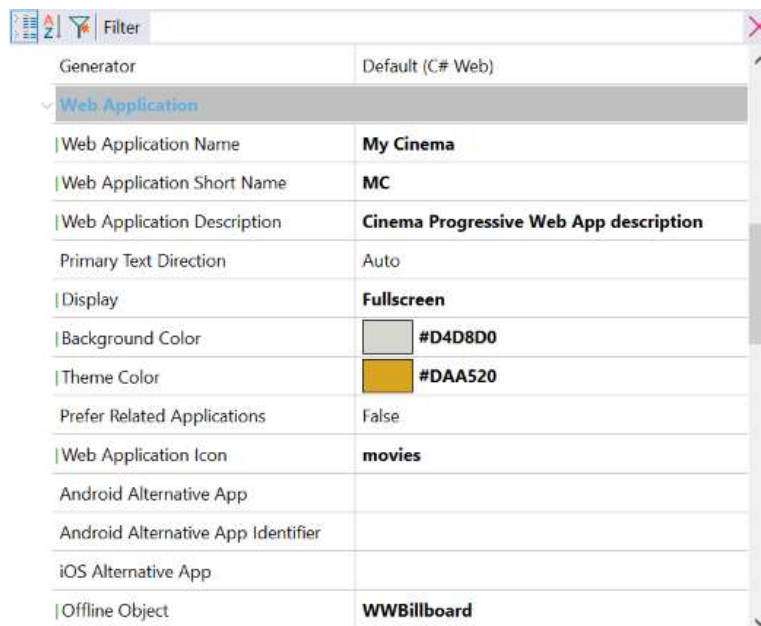 Filter
Generator Default (C# Web)
Web Application
Web Application Name My Cinema
Web Application Short Name MC
Web Application Description Cinema Progressive Web App description
Primary Text Direction Auto
Display Fullscreen
Background Color #D4D8D0
Theme Color #DAA520
Prefer Related Applications False
Web Application Icon movies
Android Alternative App
Android Alternative App Identifier
iOS Alternative App
Offline Object WWBillboard